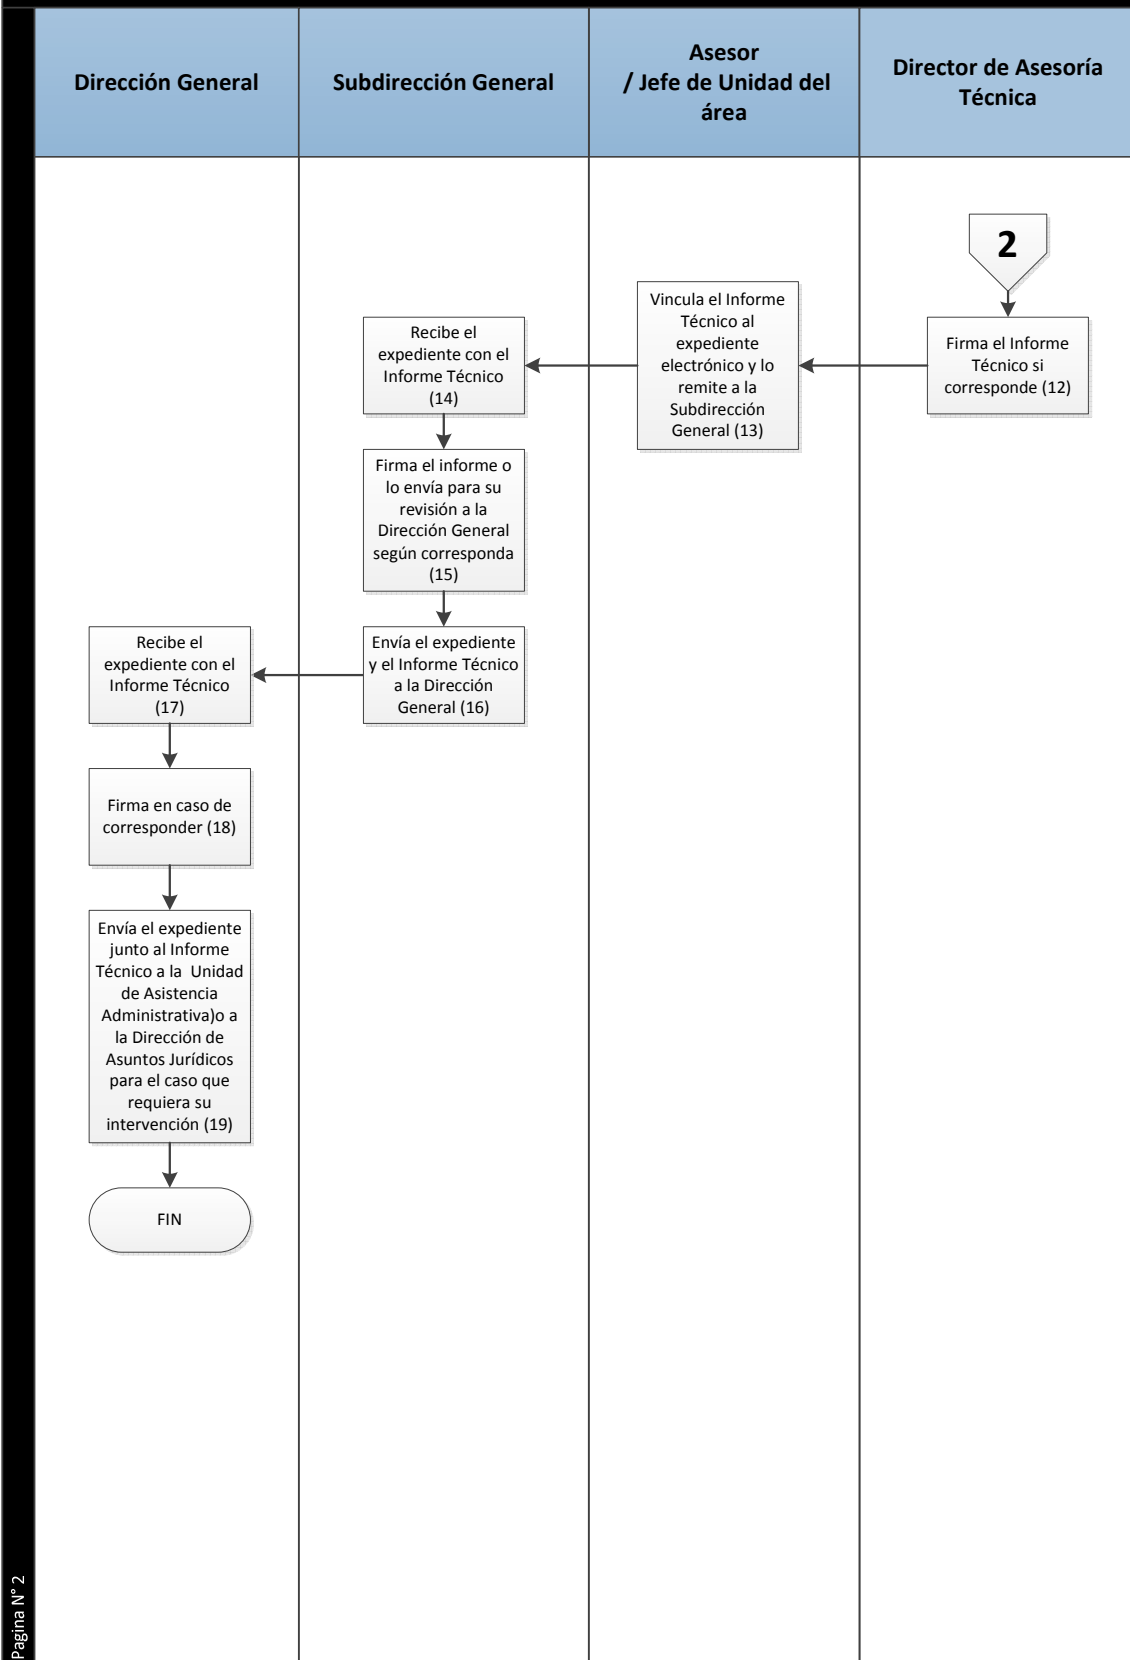 Dirección General
Subdirección General
Asesor
/ Jefe de Unidad del
área
Director de Asesoría
Técnica
2
Firma el Informe
Técnico si
corresponde (12)
Vincula el Informe
Técnico al
expediente
electrónico y lo
remite a la
Subdirección
General (13)
Recibe el
expediente con el
Informe Técnico
(14)
Firma el informe o
lo envía para su
revisión a la
Dirección General
según corresponda
(15)
Envía el expediente
y el Informe Técnico
a la Dirección
General (16)
Recibe el
expediente con el
Informe Técnico
(17)
Firma en caso de
corresponder (18)
Envía el expediente
junto al Informe
Técnico a la  Unidad
de Asistencia
Administrativa)o a
la Dirección de
Asuntos Jurídicos
para el caso que
requiera su
intervención (19)
FIN
Pagina N° 2